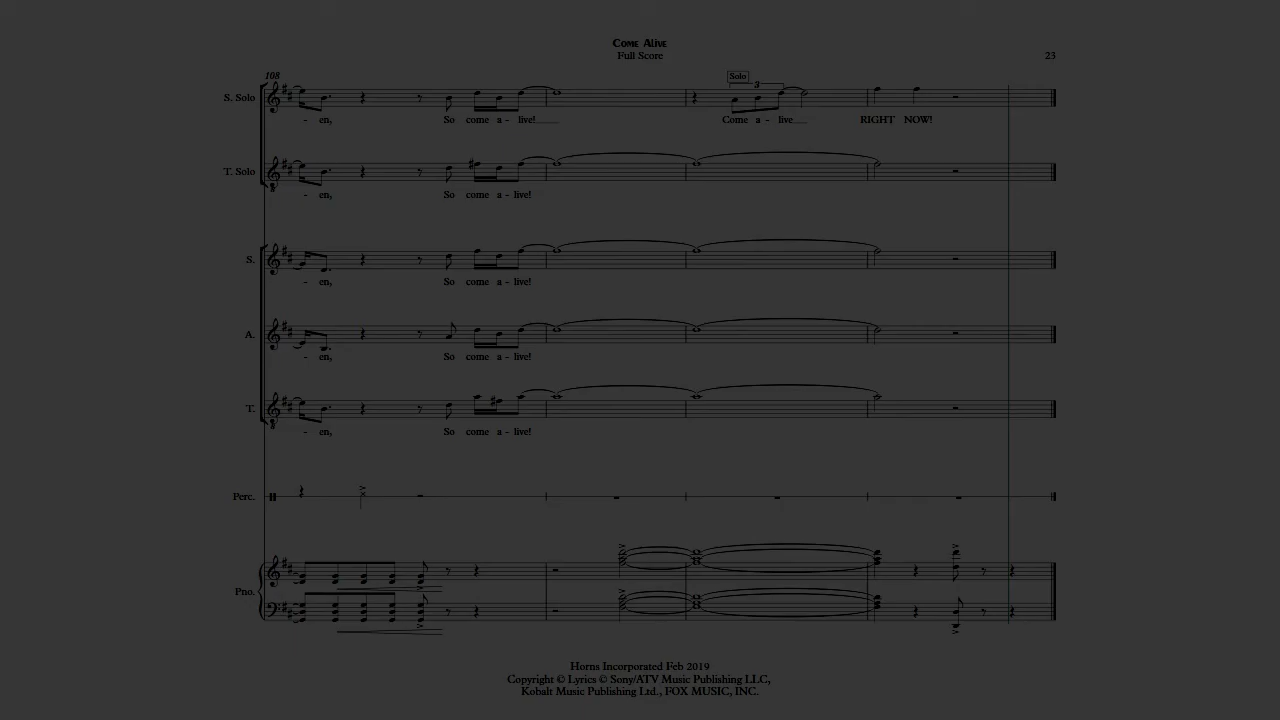 Come Alive
Full Score
23
108
Solo
3
S. Solo
- en, So come a - live! Come a - live RIGHT NOW!
T. Solo
- en, So come a - live!
S.
- en, So come a - live!
A.
- en, So come a - live!
T.
- en, So come a - live!
Perc.
Pno.
Horns Incorporated Feb 2019
Copyright © Lyrics © Sony/ATV Music Publishing LLC,
Kobalt Music Publishing Ltd., FOX MUSIC, INC.